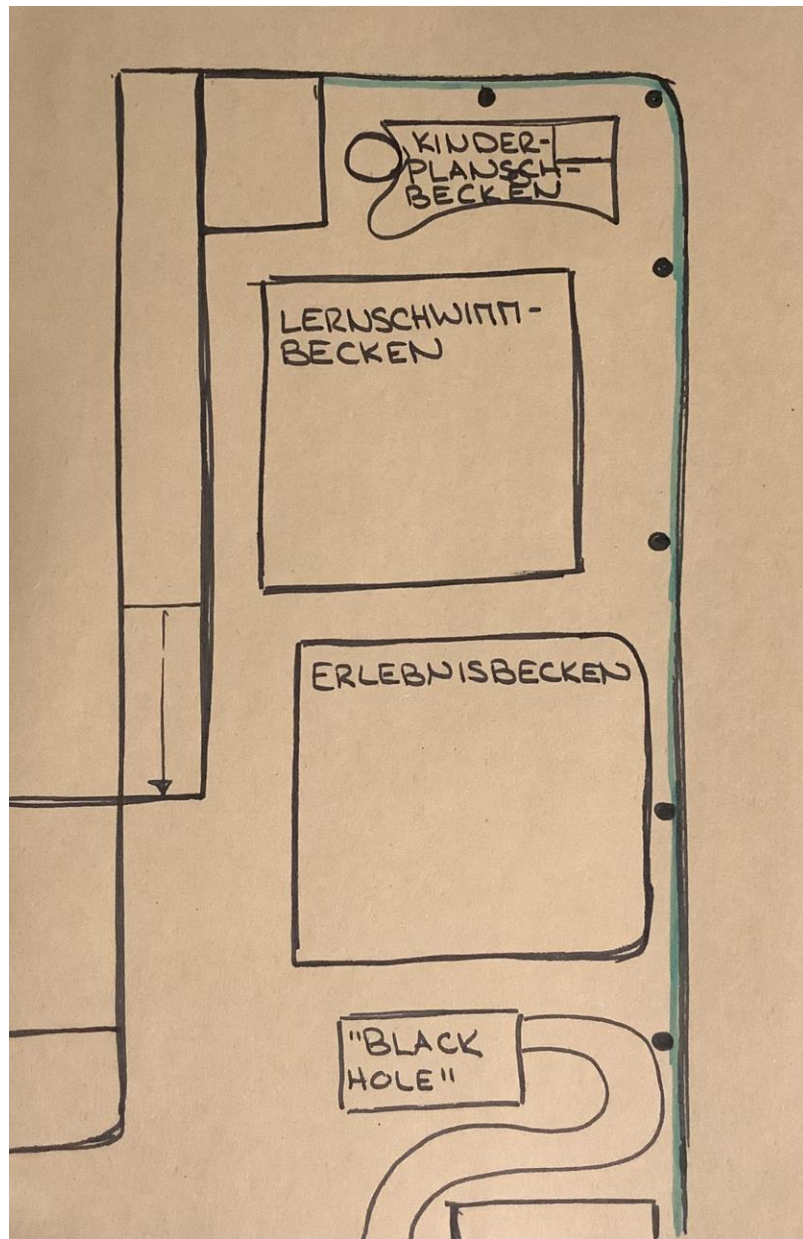 KINDER-
PLANSCH-
BECKEN
LERNSCHWIMM-
BECKEN
ERLEBNISBECKEN
"BLACK
HOLE"